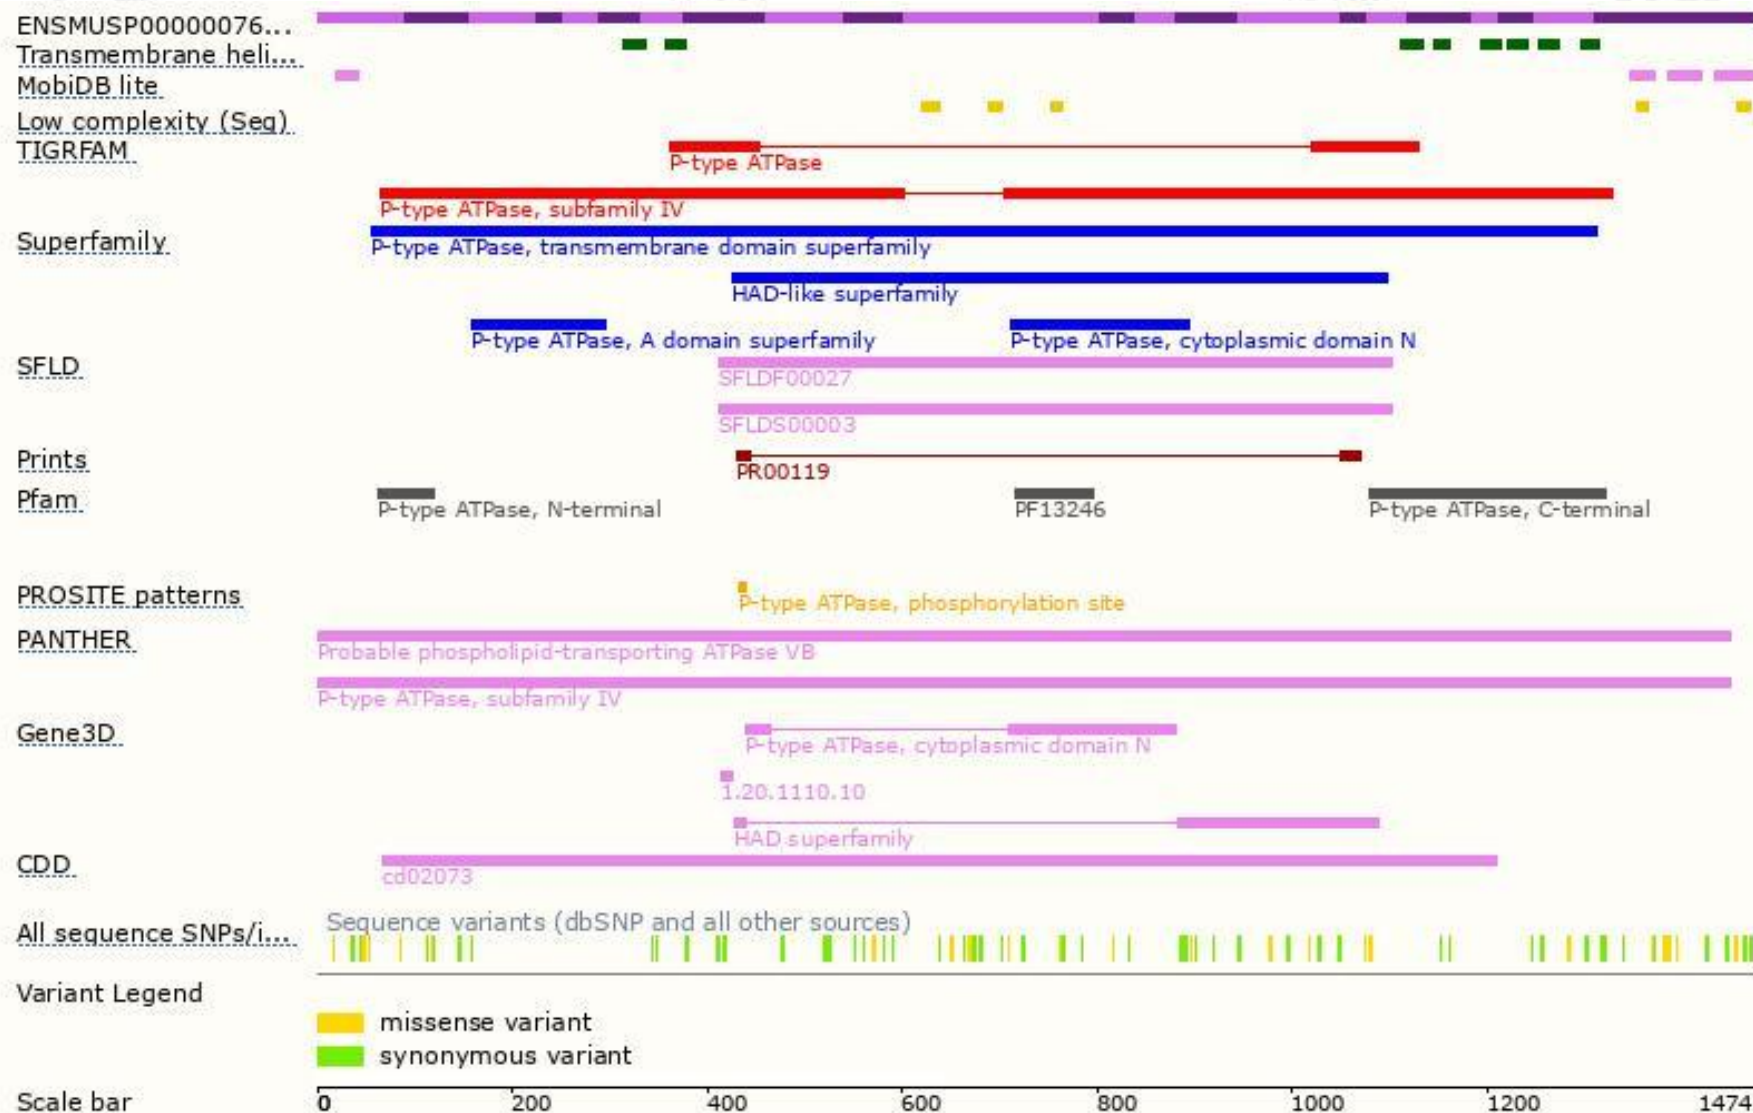 ENSMUSP00000076...
Transmembrane heli...
MobiDB lite
Low complexity (Seg)
TIGRFAM
P-type ATPase
P-type ATPase, subfamily IV
Superfamily
P-type ATPase, transmembrane domain superfamily
HAD-like superfamily
P-type ATPase, A domain superfamily P-type ATPase, cytoplasmic domain N
SFLD
SFLDF00027
SFLDS00003
Prints
PR00119
Pfam
P-type ATPase, N-terminal PF13246 P-type ATPase, C-terminal
PROSITE patterns
P-type ATPase, phosphorylation site
PANTHER
Probable phospholipid-transporting ATPase VB
P-type ATPase, subfamily IV
Gene3D
P-type ATPase, cytoplasmic domain N
1.20.1110.10
HAD superfamily
CDD
cd02073
Sequence variants (dbSNP and all other sources)
All sequence SNPs/i...
Variant Legend
missense variant
synonymous variant
Scale bar 0 200 400 600 800 1000 1200 1474